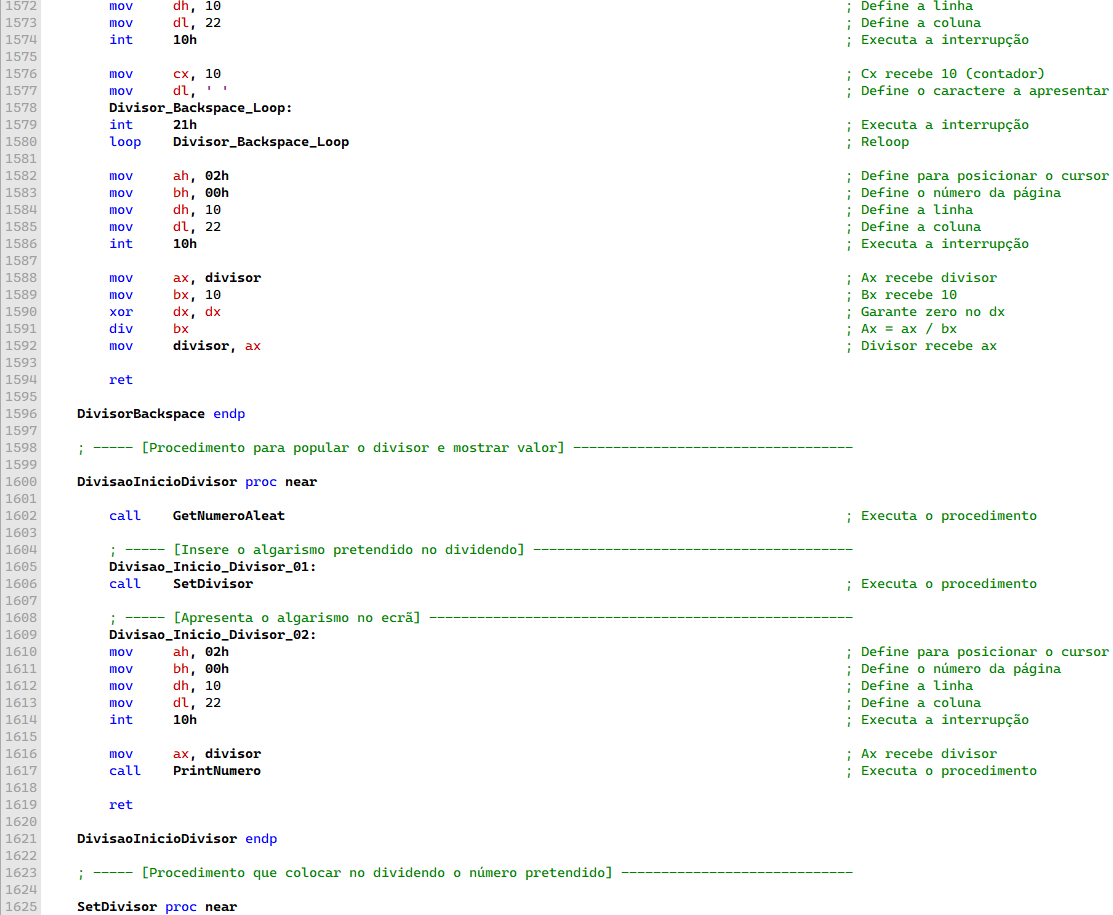 1572 mov dh, 10 ; Define a linha
1573 mov dl, 22 ; Define a coluna
1574 int 10h ; Executa a interrupção
1575
1576 mov cx, 10 ; Cx recebe 10 (contador)
1577 mov dl, ' ' ; Define o caractere a apresentar
1578 Divisor_Backspace_Loop:
1579 int 21h ; Executa a interrupção
1580 loop Divisor_Backspace_Loop ; Reloop
1581
1582 mov ah, 02h ; Define para posicionar o cursor
1583 mov bh, 00h ; Define o número da página
1584 mov dh, 10 ; Define a linha
1585 mov dl, 22 ; Define a coluna
1586 int 10h ; Executa a interrupção
1587
1588 mov ax, divisor ; Ax recebe divisor
1589 mov bx, 10 ; Bx recebe 10
1590 xor dx, dx ; Garante zero no dx
1591 div bx ; Ax = ax / bx
1592 mov divisor, ax ; Divisor recebe ax
1593
1594 ret
1595
1596 DivisorBackspace endp
1597
1598 ; ----- [Procedimento para popular o divisor e mostrar valor] -----------------------------------
1599
1600 DivisaoInicioDivisor proc near
1601
1602 call GetNumeroAleat ; Executa o procedimento
1603
1604 ; ----- [Insere o algarismo pretendido no dividendo] ----------------------------------------
1605 Divisao_Inicio_Divisor_01:
1606 call SetDivisor ; Executa o procedimento
1607
1608 ; ----- [Apresenta o algarismo no ecrã] -----------------------------------------------------
1609 Divisao_Inicio_Divisor_02:
1610 mov ah, 02h ; Define para posicionar o cursor
1611 mov bh, 00h ; Define o número da página
1612 mov dh, 10 ; Define a linha
1613 mov dl, 22 ; Define a coluna
1614 int 10h ; Executa a interrupção
1615
1616 mov ax, divisor ; Ax recebe divisor
1617 call PrintNumero ; Executa o procedimento
1618
1619 ret
1620
1621 DivisaoInicioDivisor endp
1622
1623 ; ----- [Procedimento que colocar no dividendo o número pretendido] -----------------------------
1624
1625 SetDivisor proc near